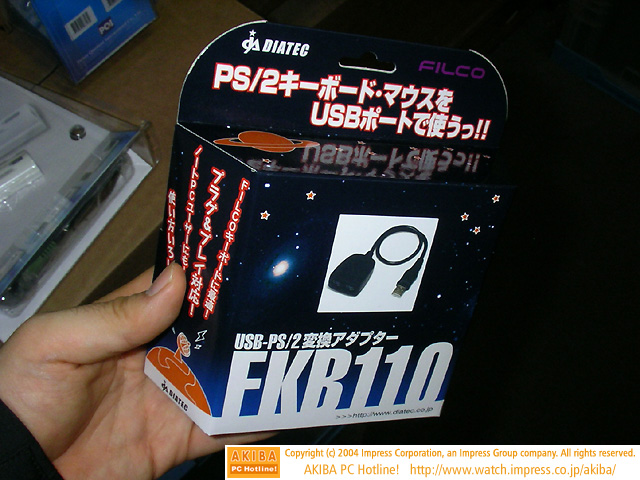 DIATEC
FILCO
PS/2キーボード・マウスを
USBポートで使うっ!!
FILCOキーボードに最適!
プラグ&プレイ対応!
ノートPCユーザーにも、
使い方いろ
USB-PS/2 変換アダプター
FKB110
>>>http://www.diatec.co.jp
DIATEC
AKIBA
PC Hotline!
Copyright (c) 2004 Impress Corporation, an Impress Group company. All rights reserved.
AKIBA PC Hotline! http://www.watch.impress.co.jp/akiba/